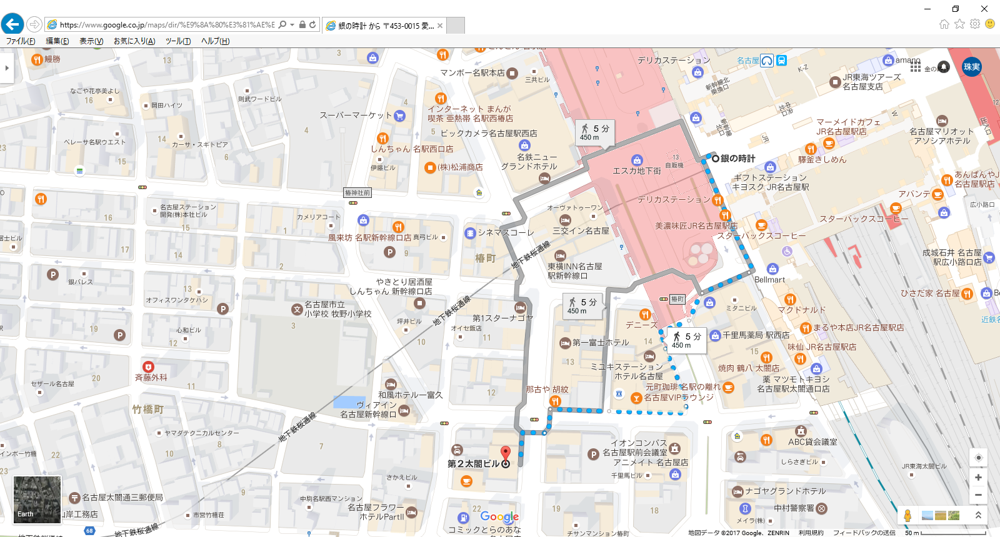 https://www.google.co.jp/maps/dir/%E9%8A%80%E3%81%AE%E
銀の時計 から 〒453-0015 愛...
ファイル(F) 編集(E) 表示(V) お気に入り(A) ツール(T) ヘルプ(H)
鰻勝
13
マンボー名駅本店
三共ビル
デリカステーション
名古屋
amano
金の
珠実
K-Z
新幹線北
乗換口
中央
北口
JR東海ツアーズ
名古屋支店
なごや花亭美よし
16
岡田ハイツ
則武ワードビル
スーパーマーケット
インターネット まんが
喫茶 亜熱帯 名駅西椿店
5 分
450 m
新幹線
北口
JR
W
マーメイドカフェ
JR名古屋駅店
名古屋マリオット
アソシアホテル
出入口
ベレーサ名駅ウエスト
カーサ・スギトピア
しんちゃん 名駅西口店
ビックカメラ名古屋駅西店
伊藤ビル
名鉄ニュー
グランドホテル
(株)松浦商店
エスカ地下街
13
自販機
銀の時計
驛釜きしめん
ギフトステーション
キヨスク JR名古屋駅
あんぱんや
名古屋駅店
椿神社前
デリカステーション
アバンテ
広小路口
名古屋ステーション
開発(株)本社ビル
カメリアコート
オーヴァトゥーワン
三交イン名古屋
美濃味匠JR名古屋駅店
スターバックスコーヒー
スターバックスコーヒー
富士ビル
風来坊 名駅新幹線口店
真弓ビル
シネマスコーレ
椿町
地下鉄桜通線
東横INN名古屋
駅新幹線口
成城石井 名古屋
駅広小路口店
銀パレス
やきとり居酒屋
しんちゃん 新幹線口店
Bellmart
ひさだ家 名古屋
オフィスワンタケハシ
名古屋市立
小学校 牧野小学校
地下鉄桜通線
第1スターナゴヤ
5 分
450 m
椿町
ミタニビル
マクドナルド
近鉄名
心和ビル
坪井ビル
オイセ飯店
デニーズ
5 分
450 m
千里馬薬局 駅西店
まるや本店JR名古屋駅店
味仙 JR名古屋駅店
第一富士ホテル
ミユキステーション
ホテル名古屋
焼肉 鶴八 太閤店
薬 マツモトキヨシ
名古屋駅太閤通口店
斉藤外科
セザール名古屋
和風ホテル一富久
那古や 胡紋
元町珈琲 名駅の離れ
名古屋VIPラウンジ
竹橋町
ヴィアイン
名古屋新幹線口
地下鉄桜通線
ヤマダテクニカルセンター
インボー竹橋
イオンコンパス
名古屋駅前会議室
アニメイト 名古屋店
ABC貸会議室
第2太閤ビル
千里馬ビル
しらさぎビル
JR東海太閤ビル
さかえビル
Earth
名古屋太閤通三郵便局
山岸工務店
市営竹橋荘
中駒名駅西マンション
名古屋フラワー
ホテルPartII
ナゴヤグランドホテル
中村警察署
メイラ(株)
Google
コミックとらのあな
チサンマンション椿町
68
地下鉄桜通線
地図データ ©2017 Google、ZENRIN 利用規約 フィードバックの送信 50 m